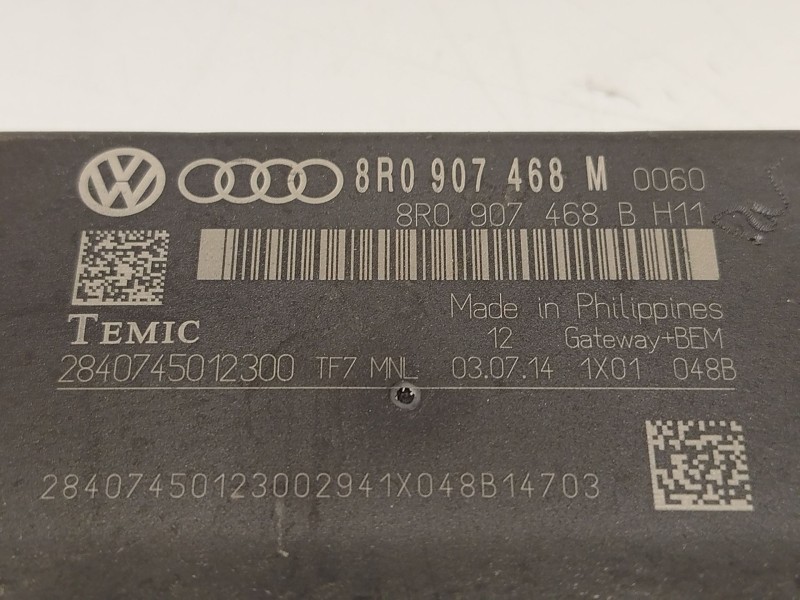 VW 8R0 907 468 M 0060
8R0 907 468 B H11
Made in Philippines
TEMIC 12 Gateway+BEM
2840745012300 TF7 MNL 03.07.14 1X01 048B
28407450123002941X048B14703